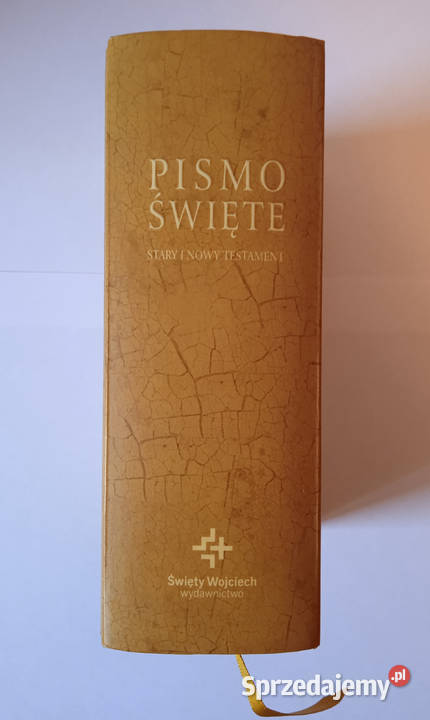 PISMO
ŚWIĘTE
STARY I NOWY TESTAMENT
Święty Wojciech
wydawnictwo
Sprzedajemy.pl